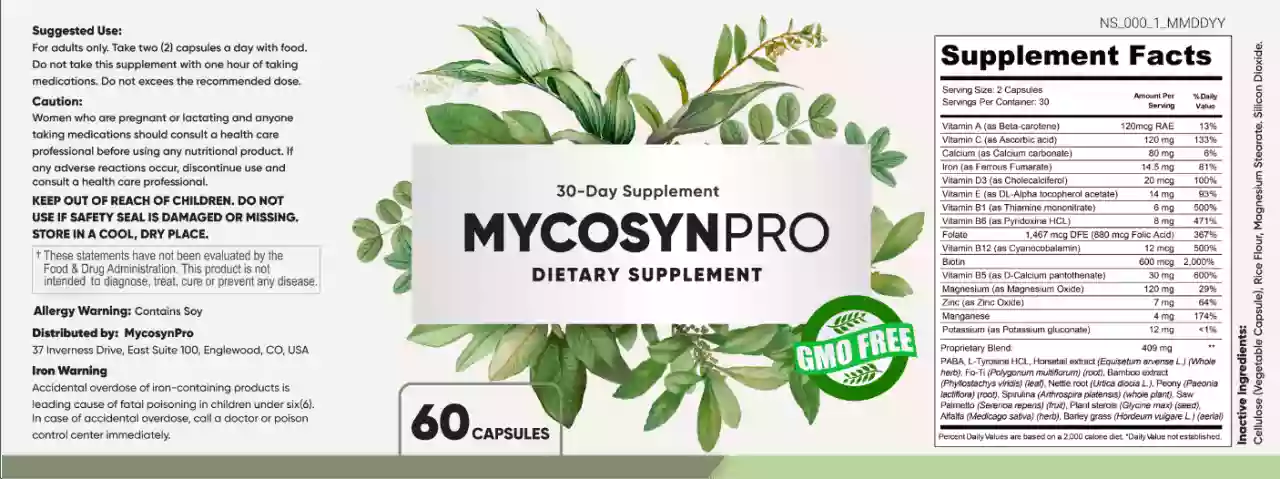 Suggested Use:
For adults only. Take two (2) capsules a day with food.
Do not take this supplement with one hour of taking
medications. Do not excees the recommended dose.
Caution:
Women who are pregnant or lactating and anyone
taking medications should consult a health care
professional before using any nutritional product. If
any adverse reactions occur, discontinue use and
consult a health care professional.
KEEP OUT OF REACH OF CHILDREN. DO NOT
USE IF SAFETY SEAL IS DAMAGED OR MISSING.
STORE IN A COOL, DRY PLACE.
† These statements have not been evaluated by the
Food & Drug Administration. This product is not
intended to diagnose, treat, cure or prevent any disease.
Allergy Warning: Contains Soy
Distributed by: MycosynPro
37 Inverness Drive, East Suite 100, Englewood, CO, USA
Iron Warning
Accidental overdose of iron-containing products is
leading cause of fatal poisoning in children under six(6).
In case of accidental overdose, call a doctor or poison
control center immediately.
30-Day Supplement
MYCOSYNPRO
DIETARY SUPPLEMENT
GMO FREE
60 CAPSULES
NS_000_1_MMDDYY
Supplement Facts
Serving Size: 2 Capsules
Servings Per Container: 30
Amount Per Serving
% Daily Value
Vitamin A (as Beta-carotene) 120mcg RAE 13%
Vitamin C (as Ascorbic acid) 120 mg 133%
Calcium (as Calcium carbonate) 80 mg 6%
Iron (as Ferrous Fumarate) 14.5 mg 81%
Vitamin D3 (as Cholecalciferol) 20 mcg 100%
Vitamin E (as DL-Alpha tocopherol acetate) 14 mg 93%
Vitamin B1 (as Thiamine mononitrate) 6 mg 500%
Vitamin B6 (as Pyridoxine HCL) 8 mg 471%
Folate 1,467 mcg DFE (880 mcg Folic Acid) 367%
Vitamin B12 (as Cyanocobalamin) 12 mcg 500%
Biotin 600 mcg 2,000%
Vitamin B5 (as D-Calcium pantothenate) 30 mg 600%
Magnesium (as Magnesium Oxide) 120 mg 29%
Zinc (as Zinc Oxide) 7 mg 64%
Manganese 4 mg 174%
Potassium (as Potassium gluconate) 12 mg <1%
Proprietary Blend: 409 mg **
PABA, L-Tyrosine HCL, Horsetail extract (Equisetum arvense L.) (Whole
herb), Fo-Ti (Polygonum multiflorum) (root), Bamboo extract
(Phyllostachys viridis) (leaf), Nettle root (Urtica diocia L.), Peony (Paeonia
lactiflora) (root), Spirulina (Arthrospira platensis) (whole plant), Saw
Palmetto (Serenoa repens) (fruit), Plant sterols (Glycine max) (seed),
Alfalfa (Medicago sativa) (herb), Barley grass (Hordeum vulgare L.) (aerial)
Percent Daily Values are based on a 2,000 calorie diet. *Daily Value not established.
Inactive Ingredients:
Cellulose (Vegetable Capsule), Rice Flour, Magnesium Stearate, Silicon Dioxide.